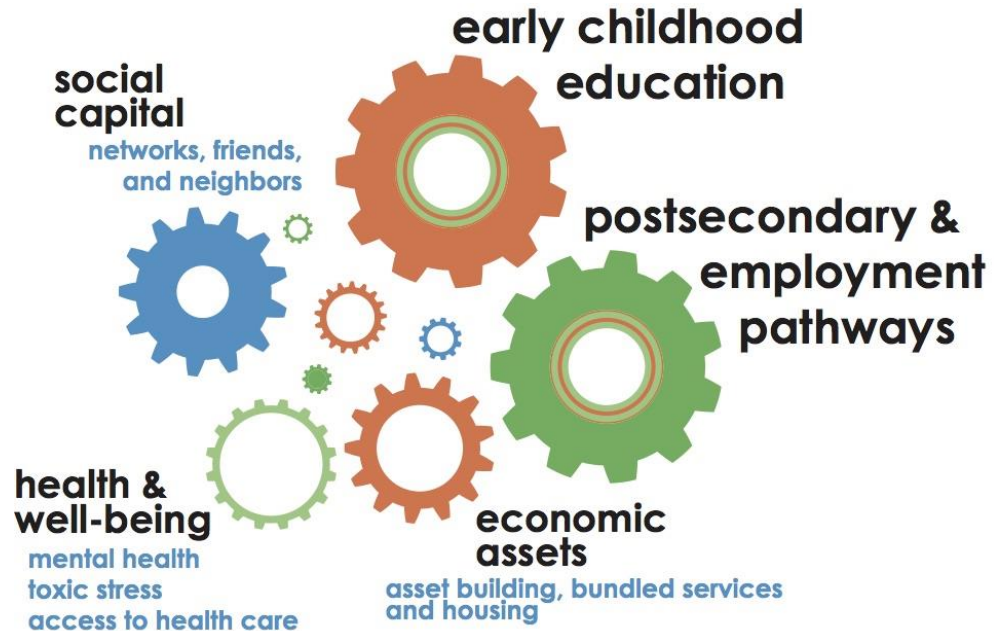 early childhood
education
social
capital
networks, friends,
and neighbors
postsecondary &
employment
pathways
health &
well-being
mental health
toxic stress
access to health care
economic
assets
asset building, bundled services
and housing